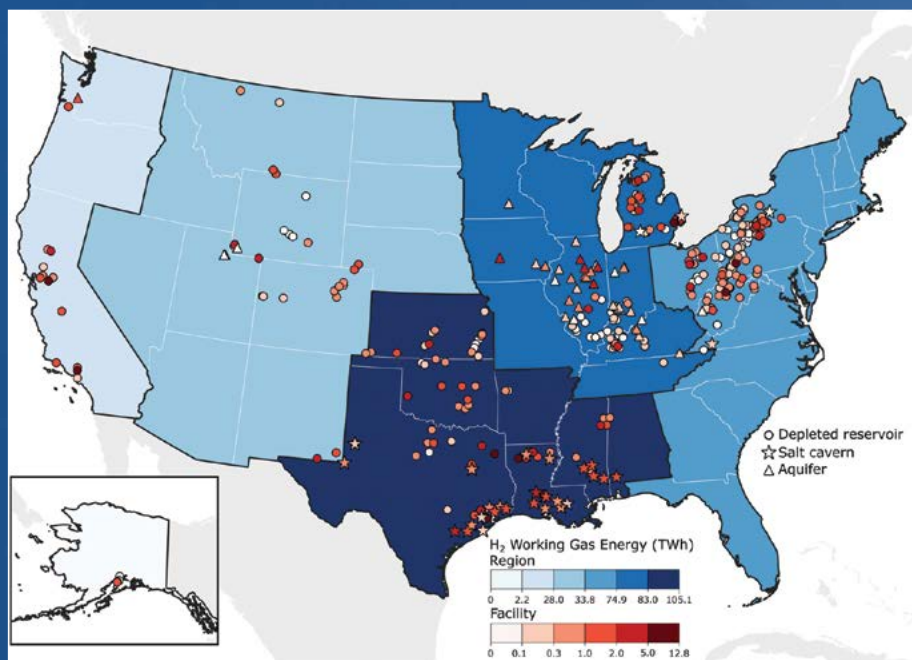 Depleted reservoir
Salt cavern
Aquifer
H₂ Working Gas Energy (TWh)
Region
0 2.2 28.0 33.8 74.9 83.0 105.1
Facility
0 0.1 0.3 1.0 2.0 5.0 12.8